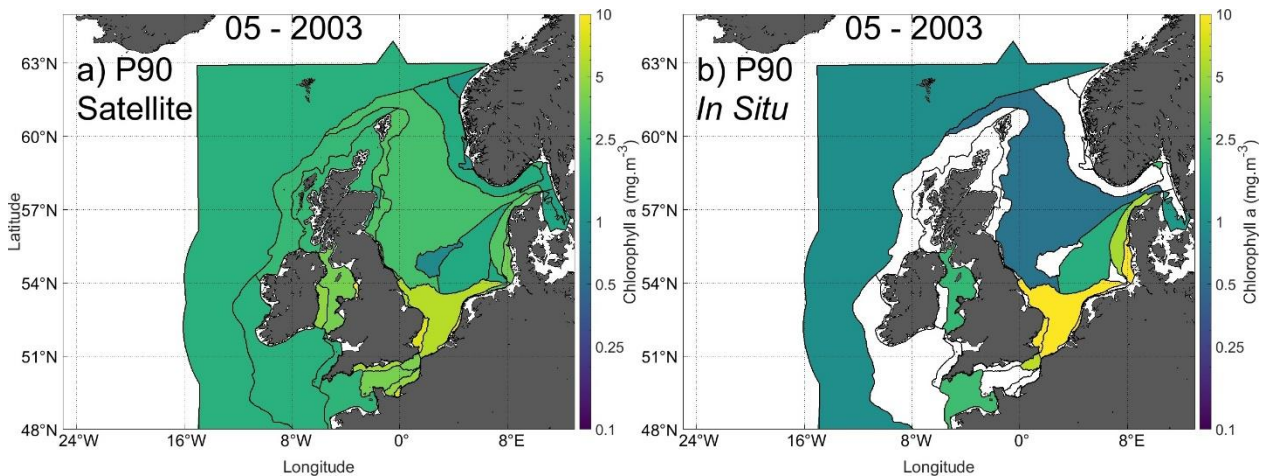 05 - 2003
a) P90
Satellite
63°N
60°N
57°N
54°N
51°N
48°N
Latitude
24°W
16°W
8°W
0°
8°E
Longitude
10
5
2.5
1
0.5
0.25
0.1
Chlorophyll a (mg.m-3)
05 - 2003
b) P90
In Situ
63°N
60°N
57°N
54°N
51°N
48°N
24°W
16°W
8°W
0°
8°E
Longitude
10
5
2.5
1
0.5
0.25
0.1
Chlorophyll a (mg.m-3)